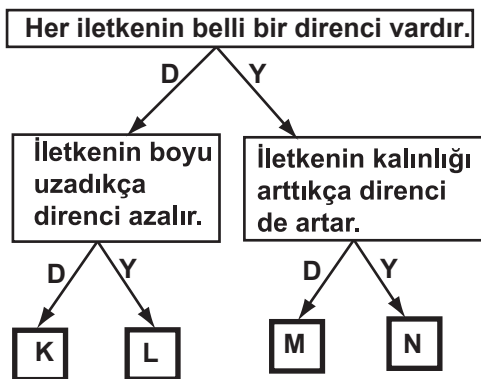 Her iletkenin belli bir direnci vardır.
D Y
İletkenin boyu
uzadıkça
direnci azalır.
İletkenin kalınlığı
arttıkça direnci
de artar.
D Y D Y
K L M N